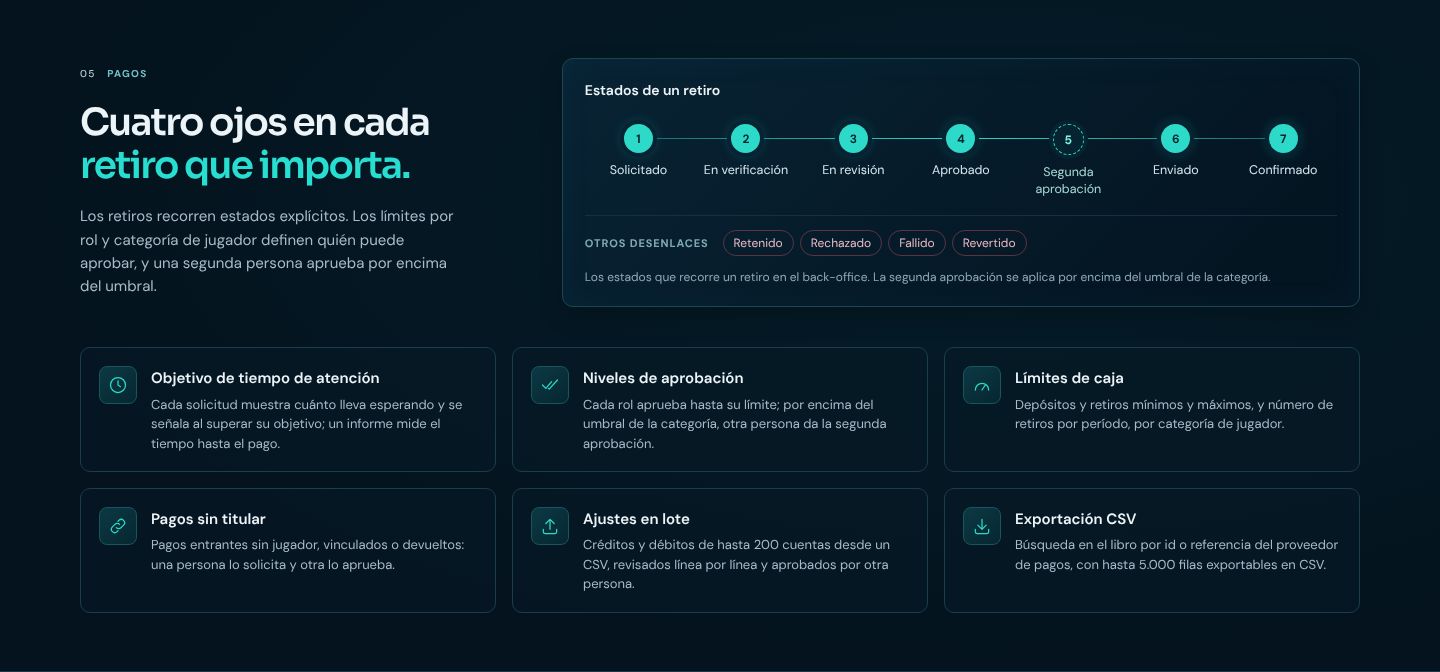 05 PAGOS
Cuatro ojos en cada
retiro que importa.
Los retiros recorren estados explícitos. Los límites por
rol y categoría de jugador definen quién puede
aprobar, y una segunda persona aprueba por encima
del umbral.
Estados de un retiro
1 2 3 4 5 6 7
Solicitado En verificación En revisión Aprobado Segunda Enviado Confirmado
aprobación
OTROS DESENLACES Retenido Rechazado Fallido Revertido
Los estados que recorre un retiro en el back-office. La segunda aprobación se aplica por encima del umbral de la categoría.
Objetivo de tiempo de atención
Cada solicitud muestra cuánto lleva esperando y se
señala al superar su objetivo; un informe mide el
tiempo hasta el pago.
Niveles de aprobación
Cada rol aprueba hasta su límite; por encima del
umbral de la categoría, otra persona da la segunda
aprobación.
Límites de caja
Depósitos y retiros mínimos y máximos, y número de
retiros por período, por categoría de jugador.
Pagos sin titular
Pagos entrantes sin jugador, vinculados o devueltos:
una persona lo solicita y otra lo aprueba.
Ajustes en lote
Créditos y débitos de hasta 200 cuentas desde un
CSV, revisados línea por línea y aprobados por otra
persona.
Exportación CSV
Búsqueda en el libro por id o referencia del proveedor
de pagos, con hasta 5.000 filas exportables en CSV.